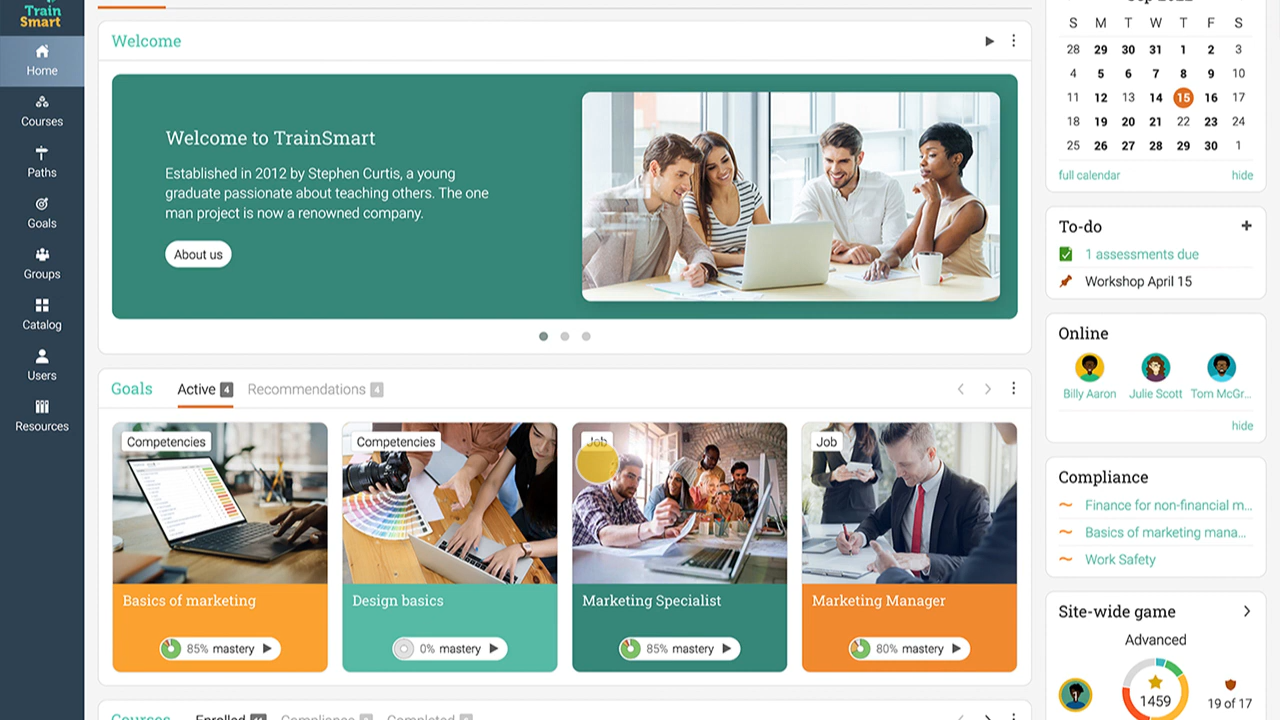 Train
Smart
Home
Courses
Paths
Goals
Groups
Catalog
Users
Resources
Welcome
Welcome to TrainSmart
Established in 2012 by Stephen Curtis, a young
graduate passionate about teaching others. The one
man project is now a renowned company.
About us
Goals Active 4 Recommendations 4
Competencies
Basics of marketing
85% mastery
Competencies
Design basics
0% mastery
Job
Marketing Specialist
85% mastery
Job
Marketing Manager
80% mastery
Courses Enrolled Compliance Completed
S M T W T F S
28 29 30 31 1 2 3
4 5 6 7 8 9 10
11 12 13 14 15 16 17
18 19 20 21 22 23 24
25 26 27 28 29 30 1
full calendar hide
To-do
1 assessments due
Workshop April 15
Online
Billy Aaron Julie Scott Tom McGr...
hide
Compliance
Finance for non-financial m...
Basics of marketing mana...
Work Safety
Site-wide game
Advanced
1459
19 of 17